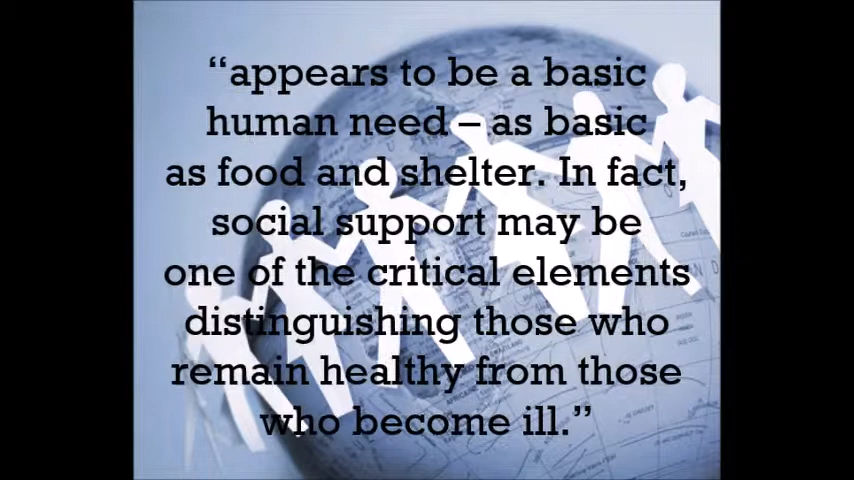 “appears to be a basic
human need – as basic
as food and shelter. In fact,
social support may be
one of the critical elements
distinguishing those who
remain healthy from those
who become ill.”